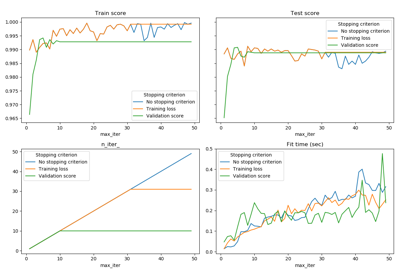 Train score
1.000
0.995
0.990
0.985
0.980
0.975
0.970
0.965
Stopping criterion
No stopping criterion
Training loss
Validation score
0 10 20 30 40 50
max_iter
Test score
Stopping criterion
No stopping criterion
Training loss
Validation score
0 10 20 30 40 50
max_iter
n_iter_
50
40
30
20
10
0
Stopping criterion
No stopping criterion
Training loss
Validation score
0 10 20 30 40 50
max_iter
Fit time (sec)
0.5
0.4
0.3
0.2
0.1
0.0
Stopping criterion
No stopping criterion
Training loss
Validation score
0 10 20 30 40 50
max_iter